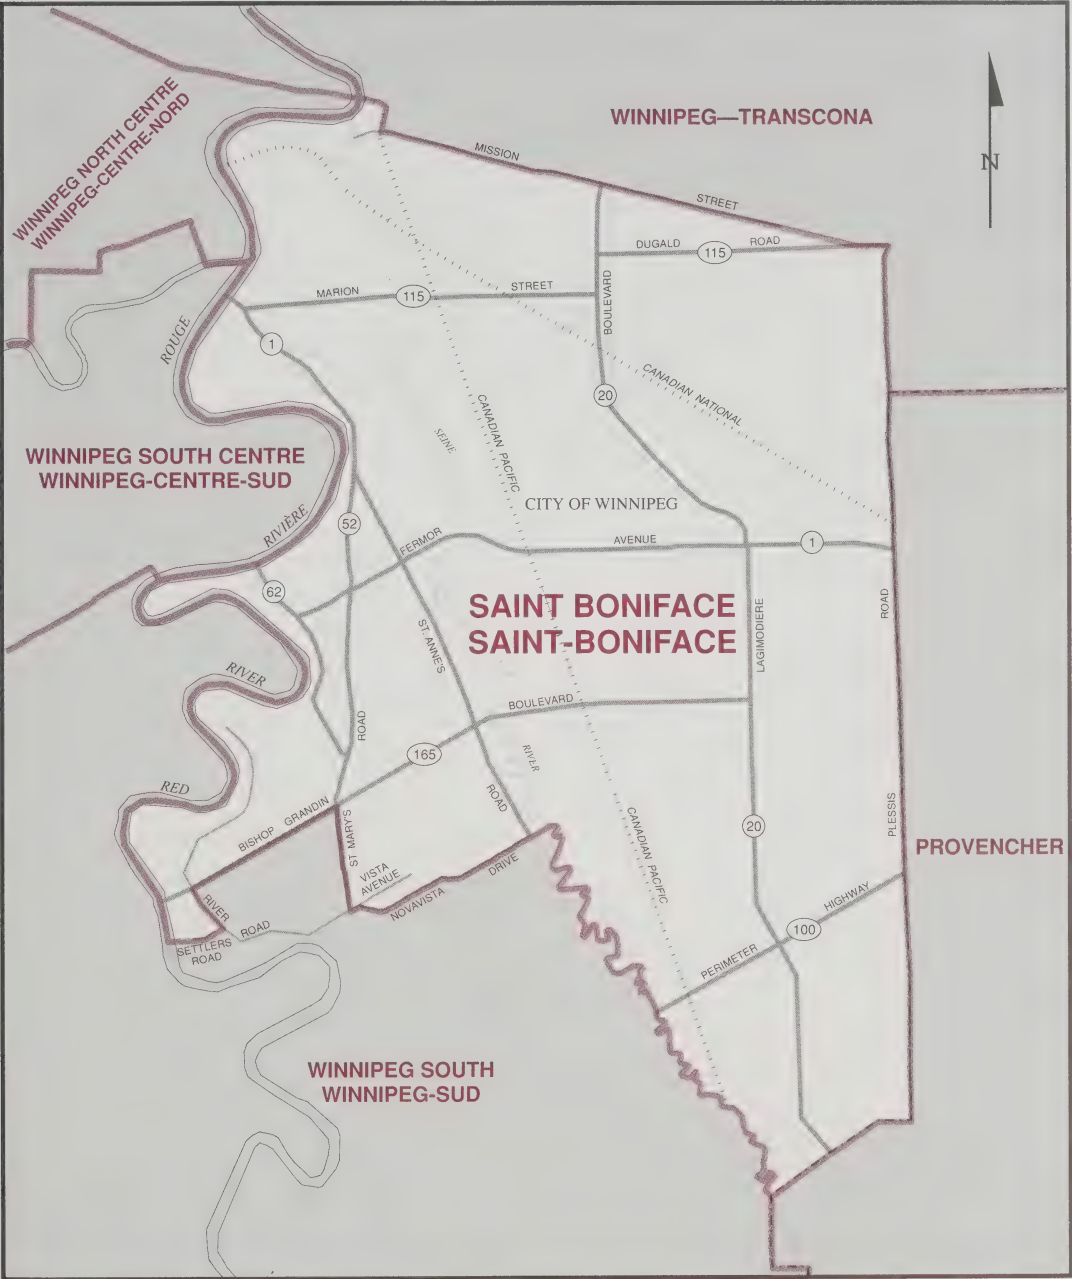 WINNIPEG NORTH CENTRE
WINNIPEG-CENTRE-NORD
WINNIPEG—TRANSCONA
N
MISSION
STREET
DUGALD
115
ROAD
MARION
115
STREET
BOULEVARD
ROUGE
1
20
CANADIAN NATIONAL
CANADIAN PACIFIC
SEINE
WINNIPEG SOUTH CENTRE
WINNIPEG-CENTRE-SUD
RIVIÈRE
52
CITY OF WINNIPEG
FERMOR
AVENUE
1
62
SAINT BONIFACE
SAINT-BONIFACE
ROAD
LAGIMODIERE
ST. ANNE'S
RIVER
BOULEVARD
ROAD
165
RIVER
RED
ROAD
BISHOP GRANDIN
ST MARY'S
VISTA
AVENUE
NOVAVISTA
DRIVE
CANADIAN PACIFIC
20
PLESSIS
PROVENCHER
RIVER
ROAD
SETTLERS
ROAD
HIGHWAY
100
PERIMETER
WINNIPEG SOUTH
WINNIPEG-SUD